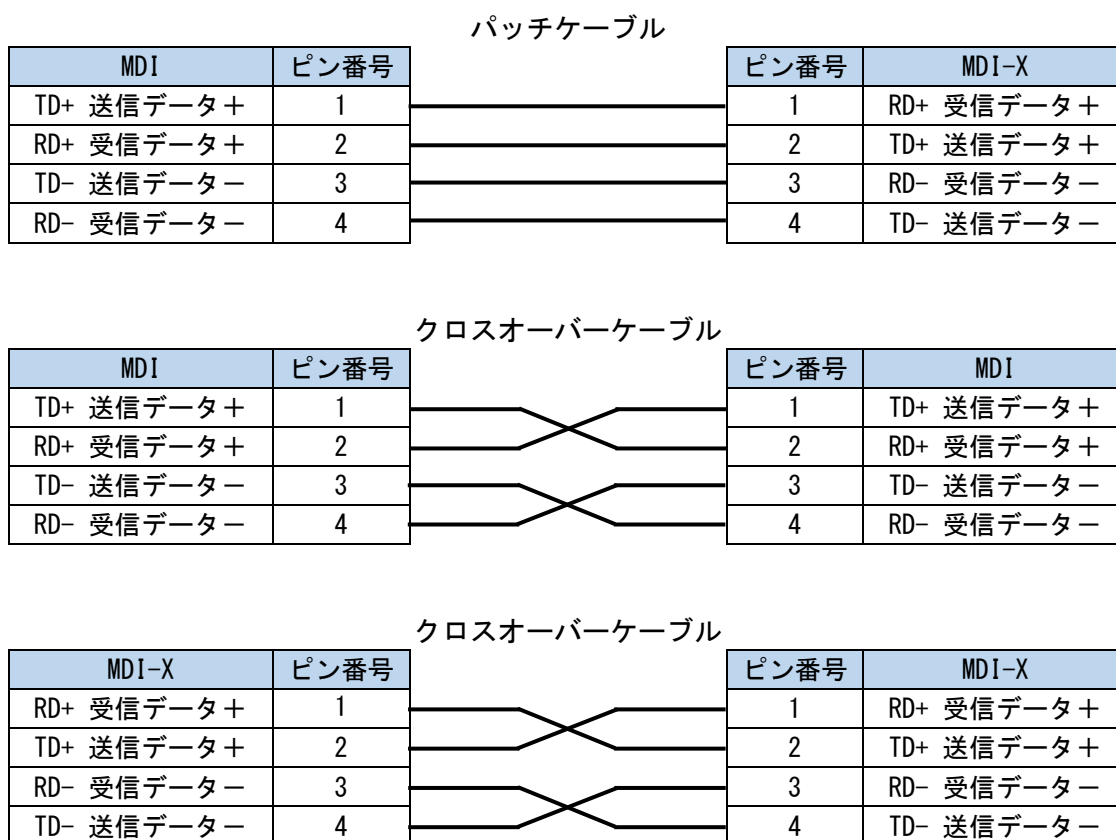 パッチケーブル
MDI ピン番号 ピン番号 MDI-X
TD+ 送信データ＋ 1 1 RD+ 受信データ＋
RD+ 受信データ＋ 2 2 TD+ 送信データ＋
TD- 送信データー 3 3 RD- 受信データー
RD- 受信データー 4 4 TD- 送信データー
クロスオーバーケーブル
MDI ピン番号 ピン番号 MDI
TD+ 送信データ＋ 1 1 TD+ 送信データ＋
RD+ 受信データ＋ 2 2 RD+ 受信データ＋
TD- 送信データー 3 3 TD- 送信データー
RD- 受信データー 4 4 RD- 受信データー
クロスオーバーケーブル
MDI-X ピン番号 ピン番号 MDI-X
RD+ 受信データ＋ 1 1 RD+ 受信データ＋
TD+ 送信データ＋ 2 2 TD+ 送信データ＋
RD- 受信データー 3 3 RD- 受信データー
TD- 送信データー 4 4 TD- 送信データー